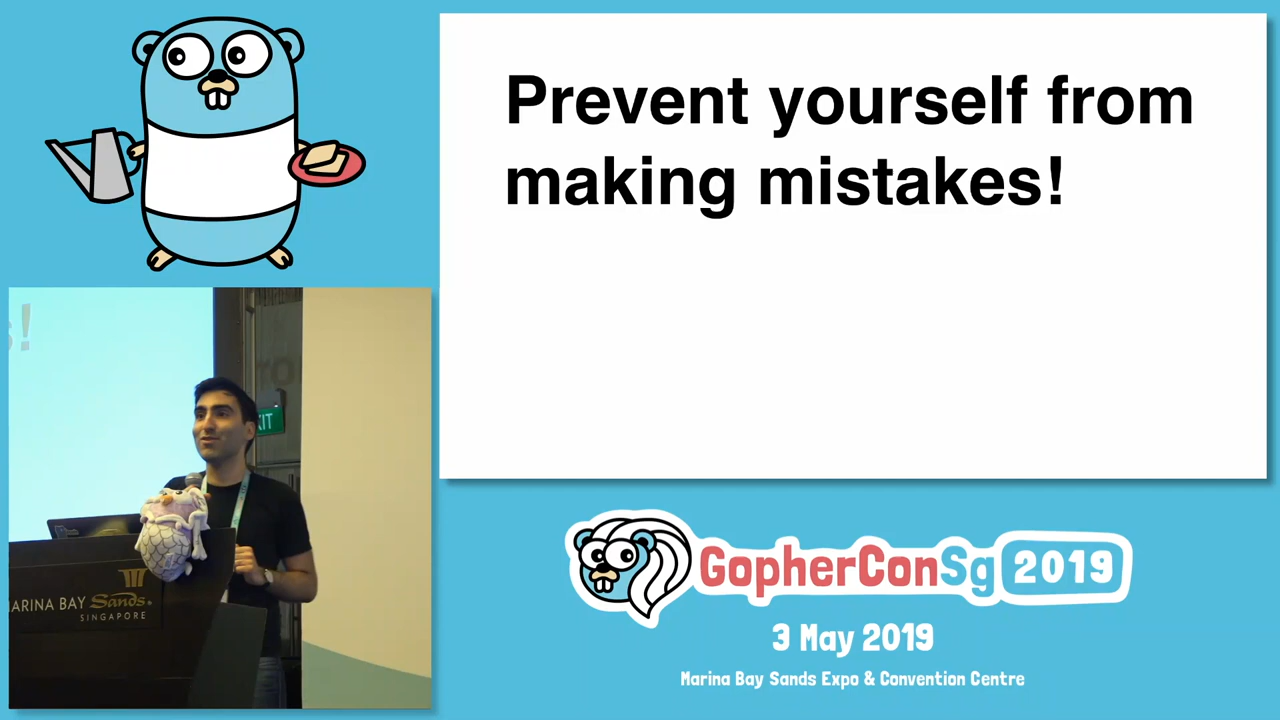 Prevent yourself from
making mistakes!
s!
EXIT
MARINA BAY Sands
SINGAPORE
GopherConSg 2019
3 May 2019
Marina Bay Sands Expo & Convention Centre